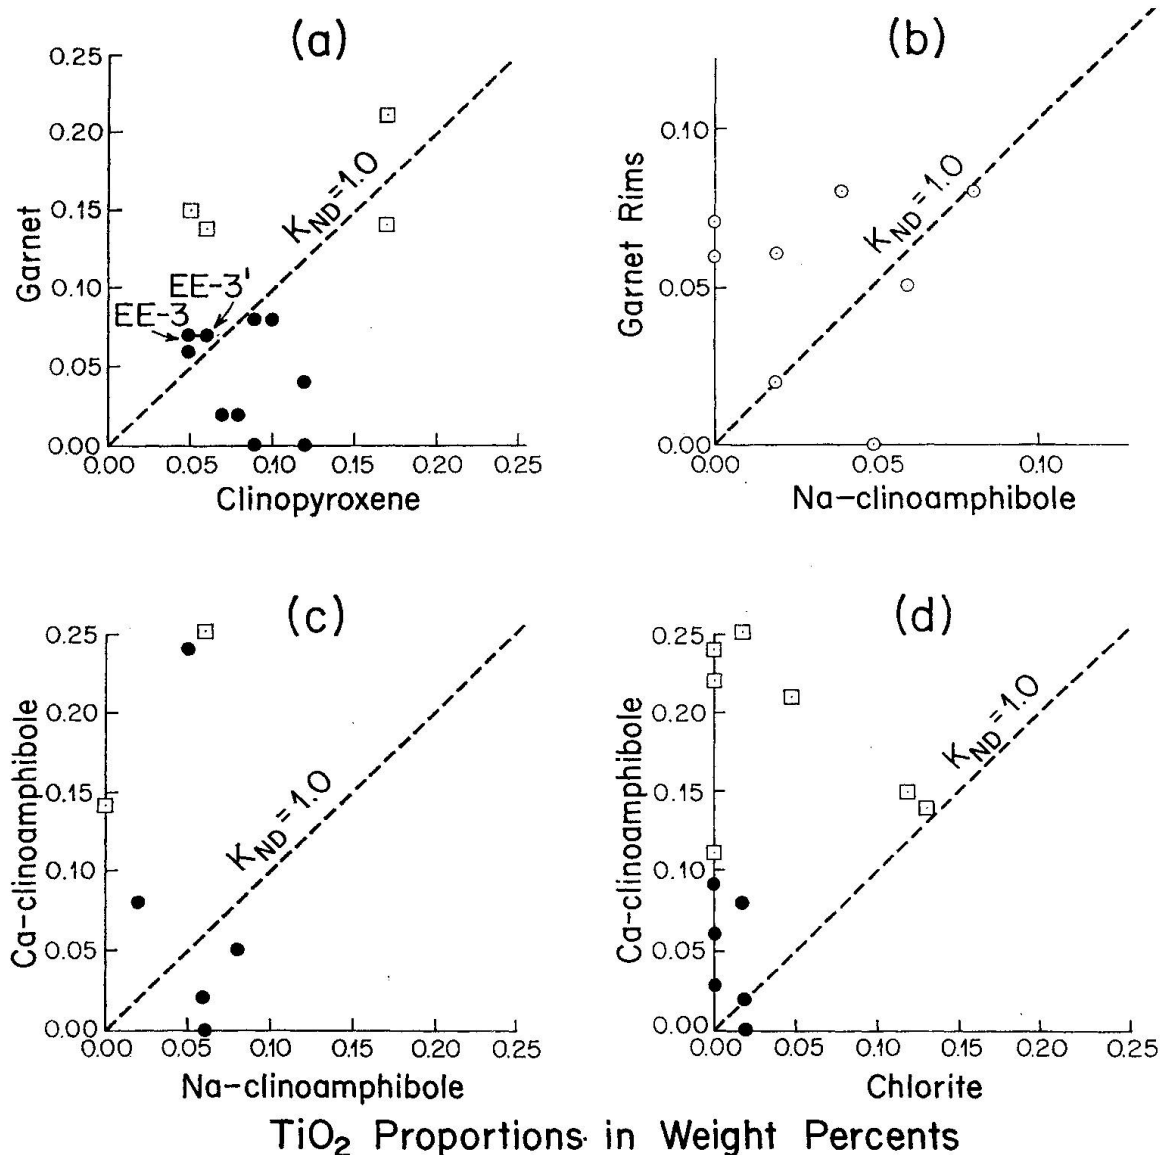 (a)
0.25
0.20
0.15
0.10
0.05
0.00
Garnet
K_ND = 1.0
EE-3'
EE-3
0.00 0.05 0.10 0.15 0.20 0.25
Clinopyroxene
(b)
0.10
0.05
0.00
Garnet Rims
K_ND = 1.0
0.00 0.05 0.10
Na-clinoamphibole
(c)
0.25
0.20
0.15
0.10
0.05
0.00
Ca-clinoamphibole
K_ND = 1.0
0.00 0.05 0.10 0.15 0.20 0.25
Na-clinoamphibole
(d)
0.25
0.20
0.15
0.10
0.05
0.00
Ca-clinoamphibole
K_ND = 1.0
0.00 0.05 0.10 0.15 0.20 0.25
Chlorite
TiO₂ Proportions in Weight Percents